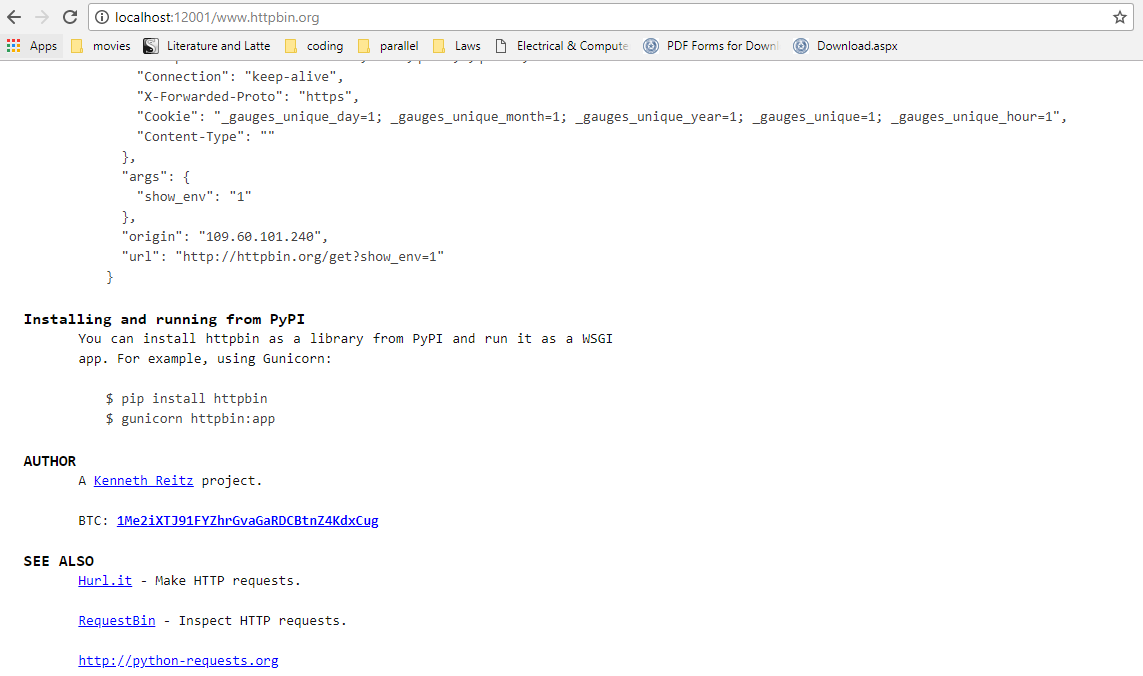 localhost:12001/www.httpbin.org
Apps movies Literature and Latte coding parallel Laws Electrical & Compute PDF Forms for Downl Download.aspx
"Connection": "keep-alive",
"X-Forwarded-Proto": "https",
"Cookie": "_gauges_unique_day=1; _gauges_unique_month=1; _gauges_unique_year=1; _gauges_unique=1; _gauges_unique_hour=1",
"Content-Type": ""
},
"args": {
"show_env": "1"
},
"origin": "109.60.101.240",
"url": "http://httpbin.org/get?show_env=1"
}
Installing and running from PyPI
You can install httpbin as a library from PyPI and run it as a WSGI
app. For example, using Gunicorn:
$ pip install httpbin
$ gunicorn httpbin:app
AUTHOR
A Kenneth Reitz project.
BTC: 1Me2iXTJ91FYZhrGvaGaRDCBtnZ4KdxCug
SEE ALSO
Hurl.it - Make HTTP requests.
RequestBin - Inspect HTTP requests.
http://python-requests.org